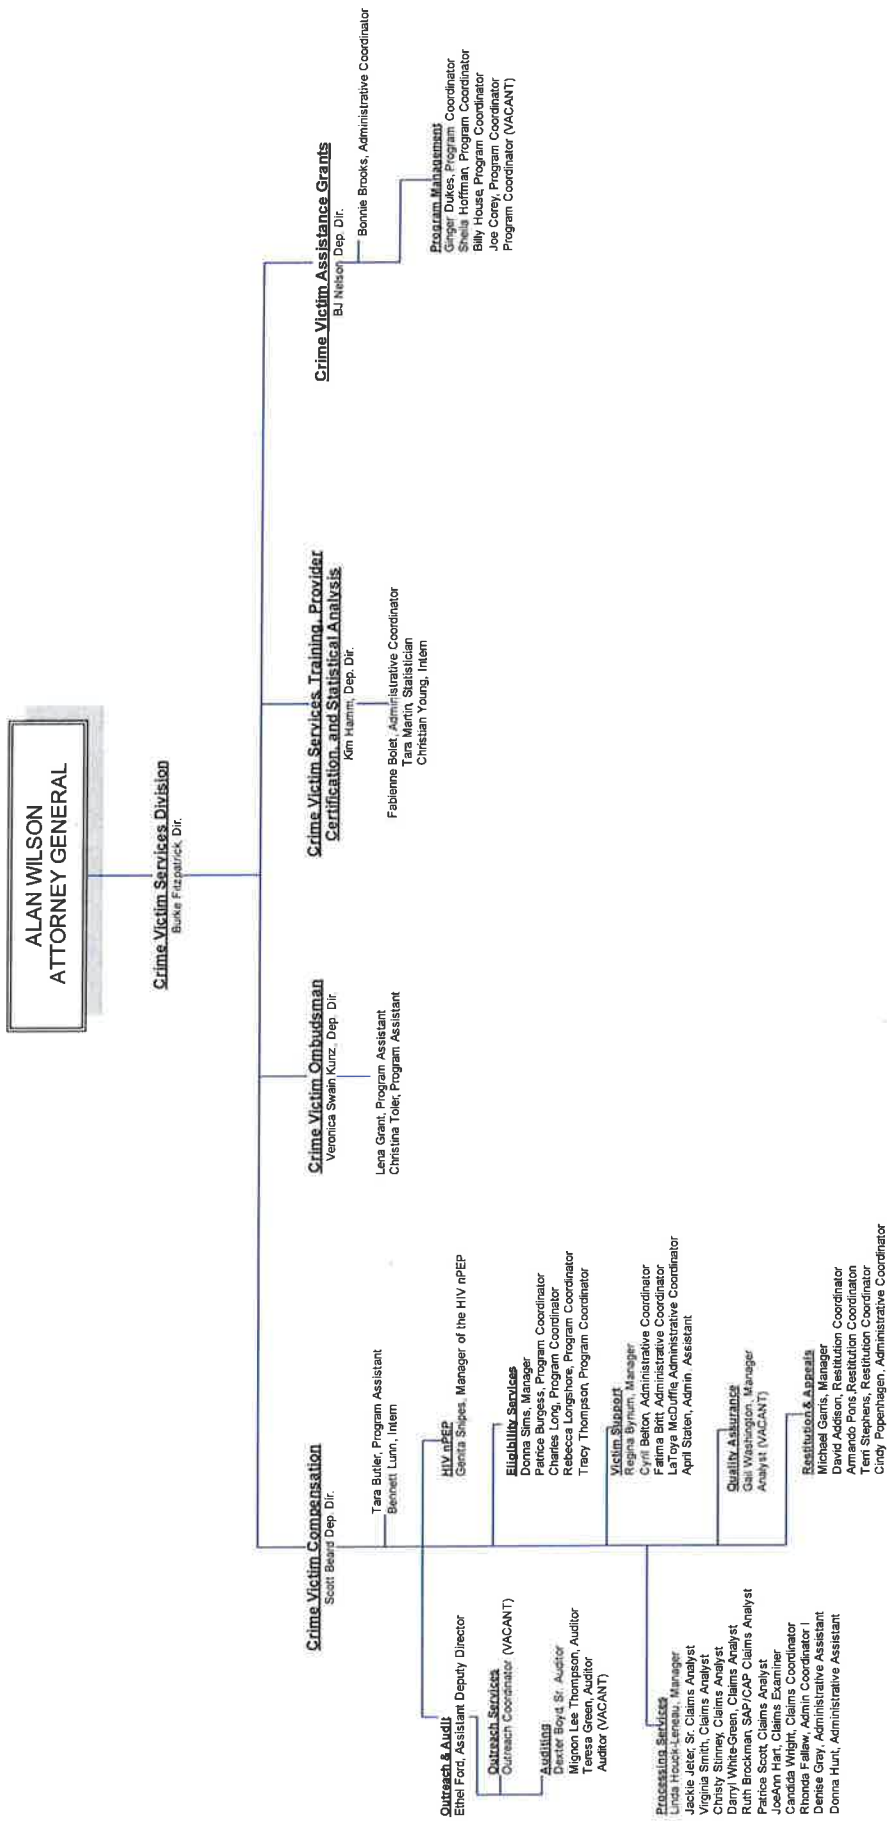 ALAN WILSON
ATTORNEY GENERAL
Crime Victim Services Division
Burke Fitzpatrick, Dir.
Crime Victim Compensation
Scott Beard Dep. Dir.
Tara Butler, Program Assistant
Bennett Lunn, Intern
Outreach & Audit
Ethel Ford, Assistant Deputy Director
Outreach Services
Outreach Coordinator (VACANT)
Auditing
Dexter Boyd, Sr. Auditor
Mignon Lee Thompson, Auditor
Teresa Green, Auditor
Auditor (VACANT)
HIV nPEP
Genita Snipes, Manager of the HIV nPEP
Eligibility Services
Donna Sims, Manager
Patrice Burgess, Program Coordinator
Charles Long, Program Coordinator
Rebecca Longshore, Program Coordinator
Tracy Thompson, Program Coordinator
Victim Support
Regina Bynum, Manager
Cyril Belton, Administrative Coordinator
Fatima Britt Administrative Coordinator
LaToya McDuffie, Administrative Coordinator
April Staten, Admin. Assistant
Processing Services
Linda Houck-Leneau, Manager
Jackie Jeter, Sr. Claims Analyst
Virginia Smith, Claims Analyst
Christy Stinney, Claims Analyst
Darryl White-Green, Claims Analyst
Ruth Brockman, SAP/CAP Claims Analyst
Patrice Scott, Claims Analyst
JoeAnn Hart, Claims Examiner
Candida Wright, Claims Coordinator
Rhonda Fallaw, Admin Coordinator I
Denise Gray, Administrative Assistant
Donna Hunt, Administrative Assistant
Quality Assurance
Gail Washington, Manager
Analyst (VACANT)
Restitution & Appeals
Michael Garris, Manager
David Addison, Restitution Coordinator
Armando Pons, Restitution Coordinator
Terri Stephens, Restitution Coordinator
Cindy Popenhagen, Administrative Coordinator
Crime Victim Ombudsman
Veronica Swain Kunz, Dep. Dir.
Lena Grant, Program Assistant
Christina Toler, Program Assistant
Crime Victim Services Training, Provider
Certification, and Statistical Analysis
Kim Hamm, Dep. Dir.
Fabienne Bolet, Administrative Coordinator
Tara Martin, Statistician
Christian Young, Intern
Crime Victim Assistance Grants
BJ Nelson, Dep. Dir.
Bonnie Brooks, Administrative Coordinator
Program Management
Ginger Dukes, Program Coordinator
Sheila Hoffman, Program Coordinator
Billy House, Program Coordinator
Joe Corey, Program Coordinator
Program Coordinator (VACANT)